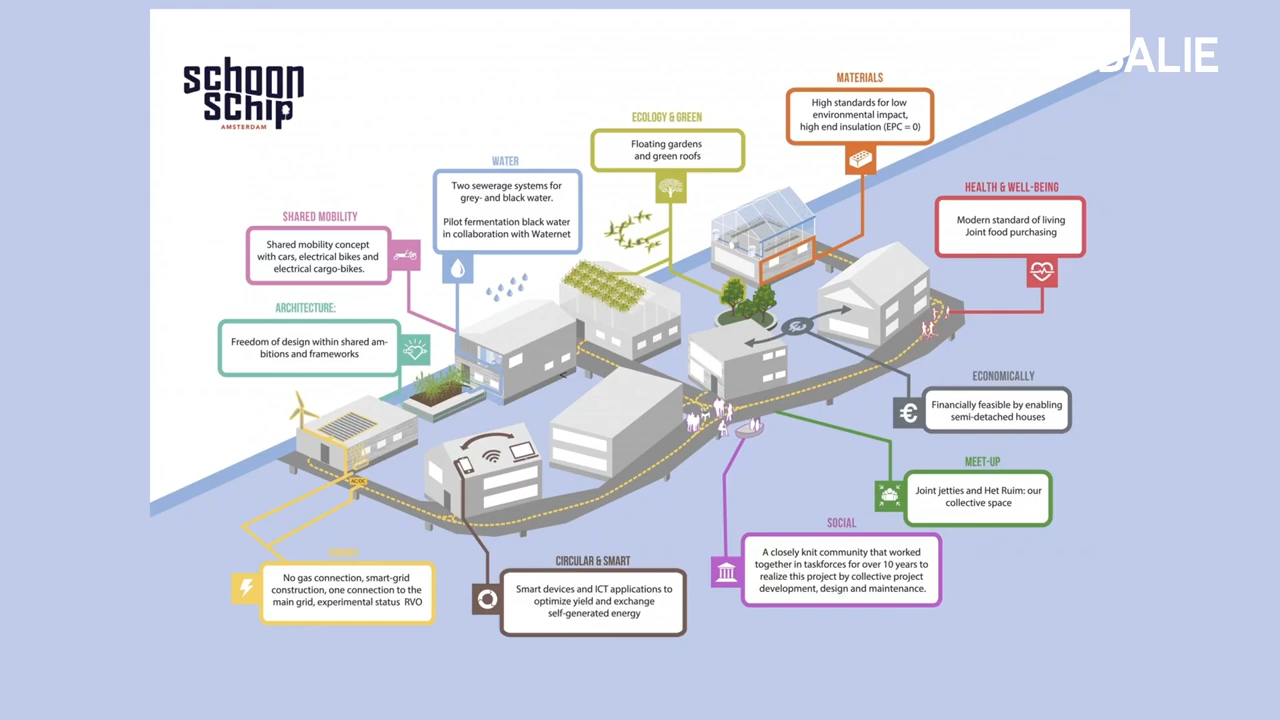 schoon
schip
AMSTERDAM
BALIE
MATERIALS
High standards for low
environmental impact,
high end insulation (EPC = 0)
ECOLOGY & GREEN
Floating gardens
and green roofs
WATER
Two sewerage systems for
grey- and black water.
Pilot fermentation black water
in collaboration with Waternet
HEALTH & WELL-BEING
Modern standard of living
Joint food purchasing
SHARED MOBILITY
Shared mobility concept
with cars, electrical bikes and
electrical cargo-bikes.
ARCHITECTURE:
Freedom of design within shared am-
bitions and frameworks
ECONOMICALLY
€
Financially feasible by enabling
semi-detached houses
MEET-UP
Joint jetties and Het Ruim: our
collective space
AC/DC
SOCIAL
A closely knit community that worked
together in taskforces for over 10 years to
realize this project by collective project
development, design and maintenance.
No gas connection, smart-grid
construction, one connection to the
main grid, experimental status RVO
CIRCULAR & SMART
Smart devices and ICT applications to
optimize yield and exchange
self-generated energy